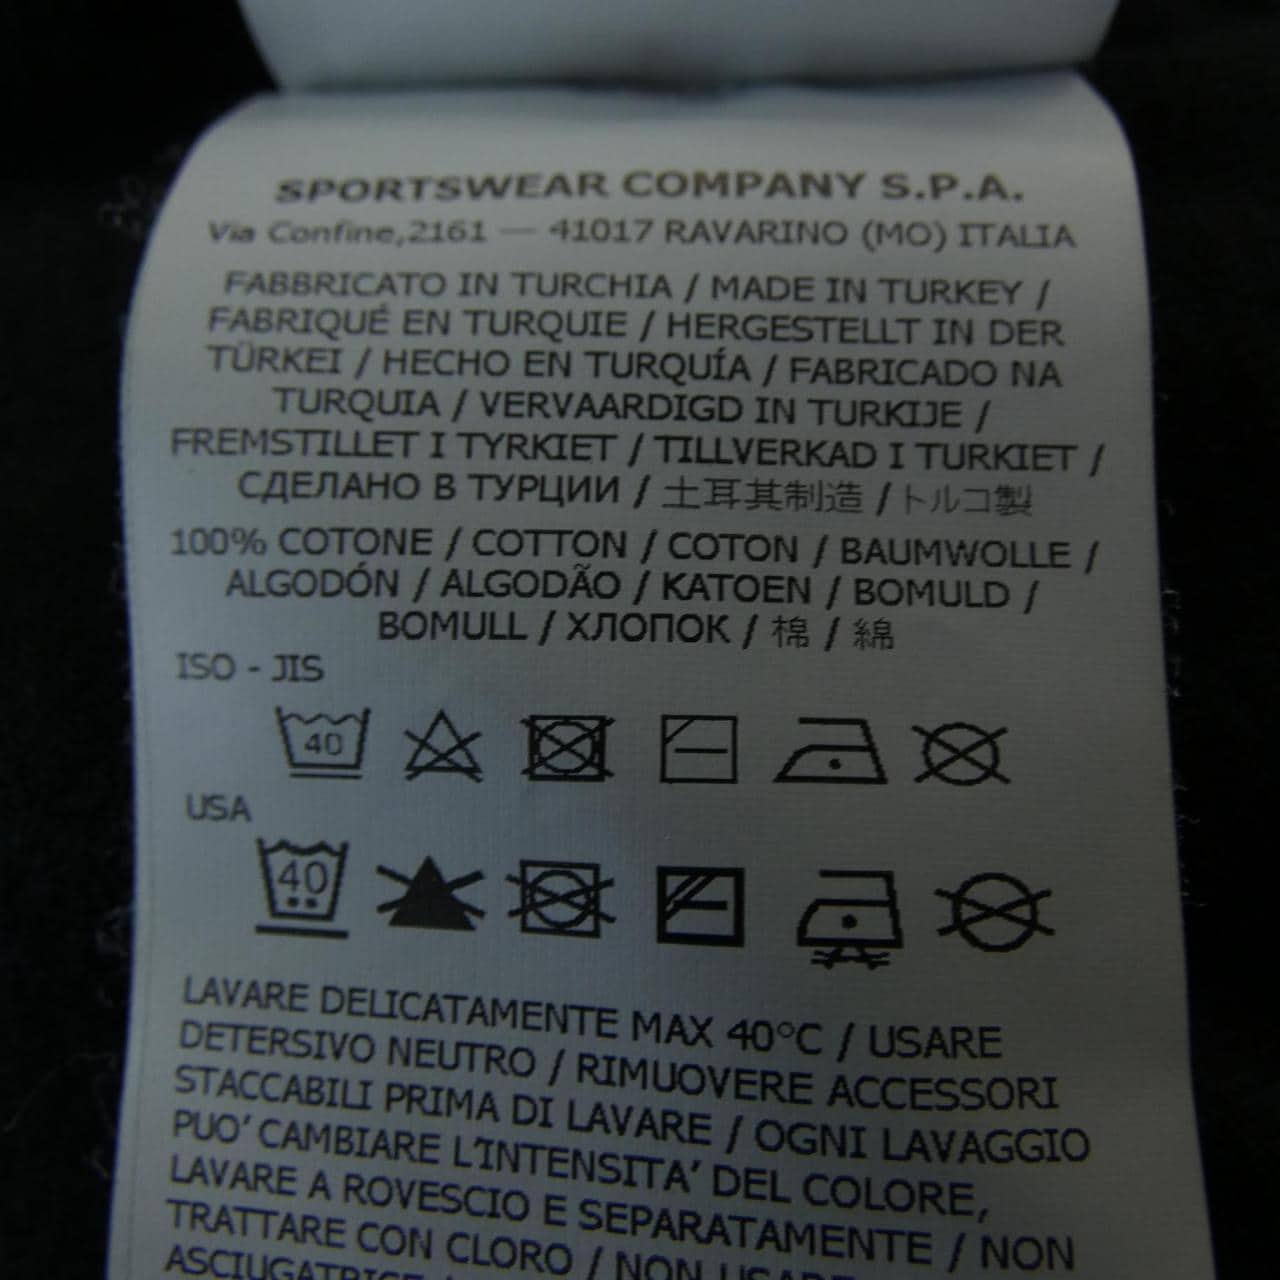 SPORTSWEAR COMPANY S.P.A.
Via Confine,2161 — 41017 RAVARINO (MO) ITALIA
FABBRICATO IN TURCHIA / MADE IN TURKEY /
FABRIQUÉ EN TURQUIE / HERGESTELLT IN DER
TÜRKEI / HECHO EN TURQUÍA / FABRICADO NA
TURQUIA / VERVAARDIGD IN TURKIJE /
FREMSTILLET I TYRKIET / TILLVERKAD I TURKIET /
СДЕЛАНО В ТУРЦИИ / 土耳其制造 / トルコ製
100% COTONE / COTTON / COTON / BAUMWOLLE /
ALGODÓN / ALGODÃO / KATOEN / BOMULD /
BOMULL / ХЛОПОК / 棉 / 綿
ISO - JIS
40
USA
40
LAVARE DELICATAMENTE MAX 40°C / USARE
DETERSIVO NEUTRO / RIMUOVERE ACCESSORI
STACCABILI PRIMA DI LAVARE / OGNI LAVAGGIO
PUO' CAMBIARE L'INTENSITA' DEL COLORE,
LAVARE A ROVESCIO E SEPARATAMENTE / NON
TRATTARE CON CLORO / NON USARE
ASCIUGATRICE /